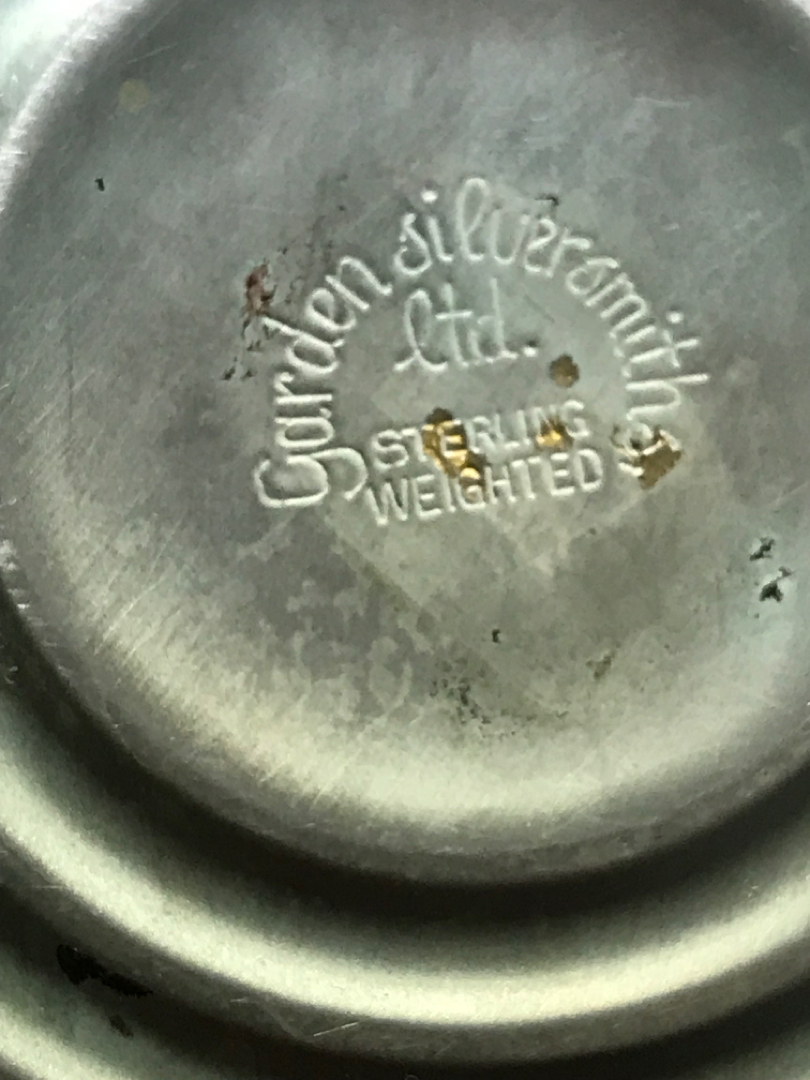 Garden silversmiths
ltd.
STERLING
WEIGHTED